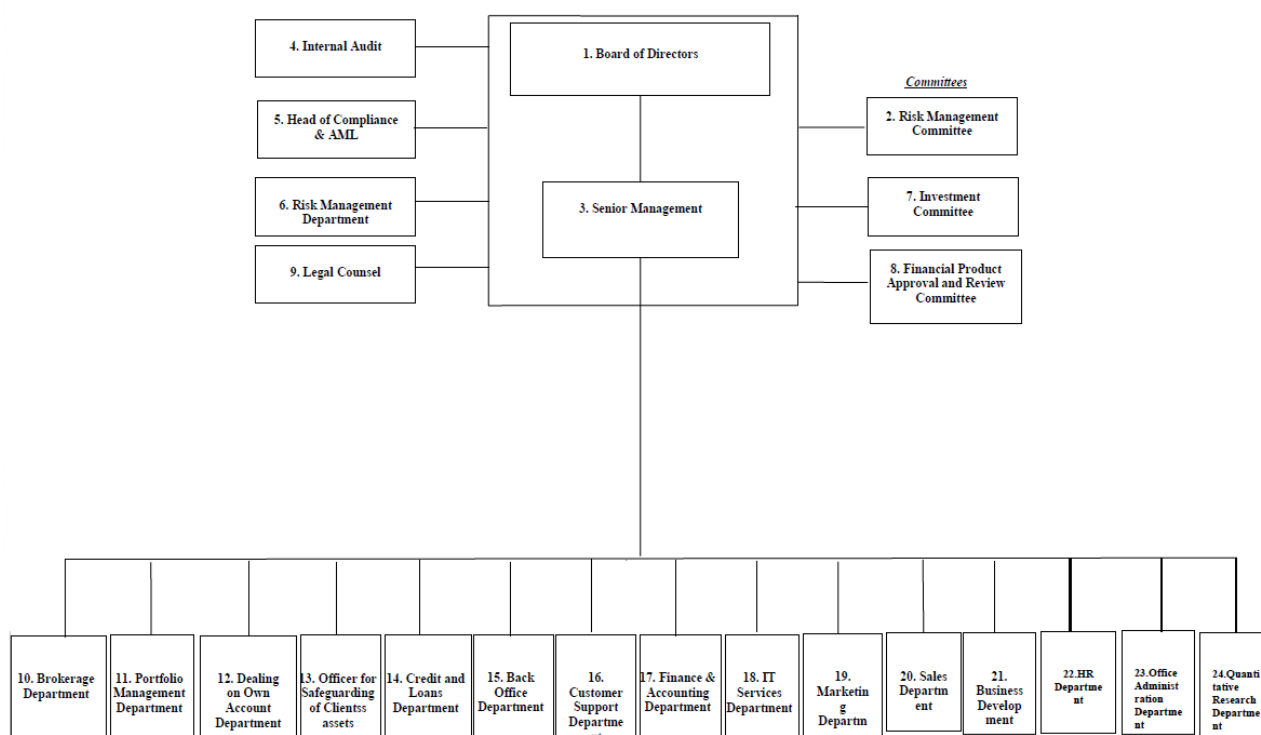 4. Internal Audit
1. Board of Directors
Committees
5. Head of Compliance
& AML
2. Risk Management
Committee
6. Risk Management
Department
3. Senior Management
7. Investment
Committee
9. Legal Counsel
8. Financial Product
Approval and Review
Committee
10. Brokerage
Department
11. Portfolio
Management
Department
12. Dealing
on Own
Account
Department
13. Officer for
Safeguarding
of Clientss
assets
14. Credit and
Loans
Department
15. Back
Office
Department
16.
Customer
Support
Departme
17. Finance &
Accounting
Department
18. IT
Services
Department
19.
Marketin
g
Departm
20. Sales
Departm
ent
21.
Business
Develop
ment
22.HR
Departme
nt
23.Office
Administ
ration
Departme
nt
24.Quanti
tative
Research
Departme
nt